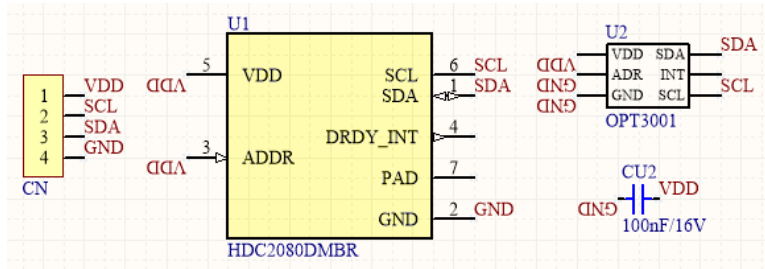 U1
U2
5 VDD VDD
SCL 6 SCL
SDA 1 SDA
VDD VDD SDA SDA
GND ADR INT
GND GND SCL SCL
OPT3001
1 VDD
2 SCL
3 SDA
4 GND
CN
VDD 3 ADDR
DRDY_INT 4
PAD 7
GND 2 GND
HDC2080DMBR
CU2
GND VDD
100nF/16V